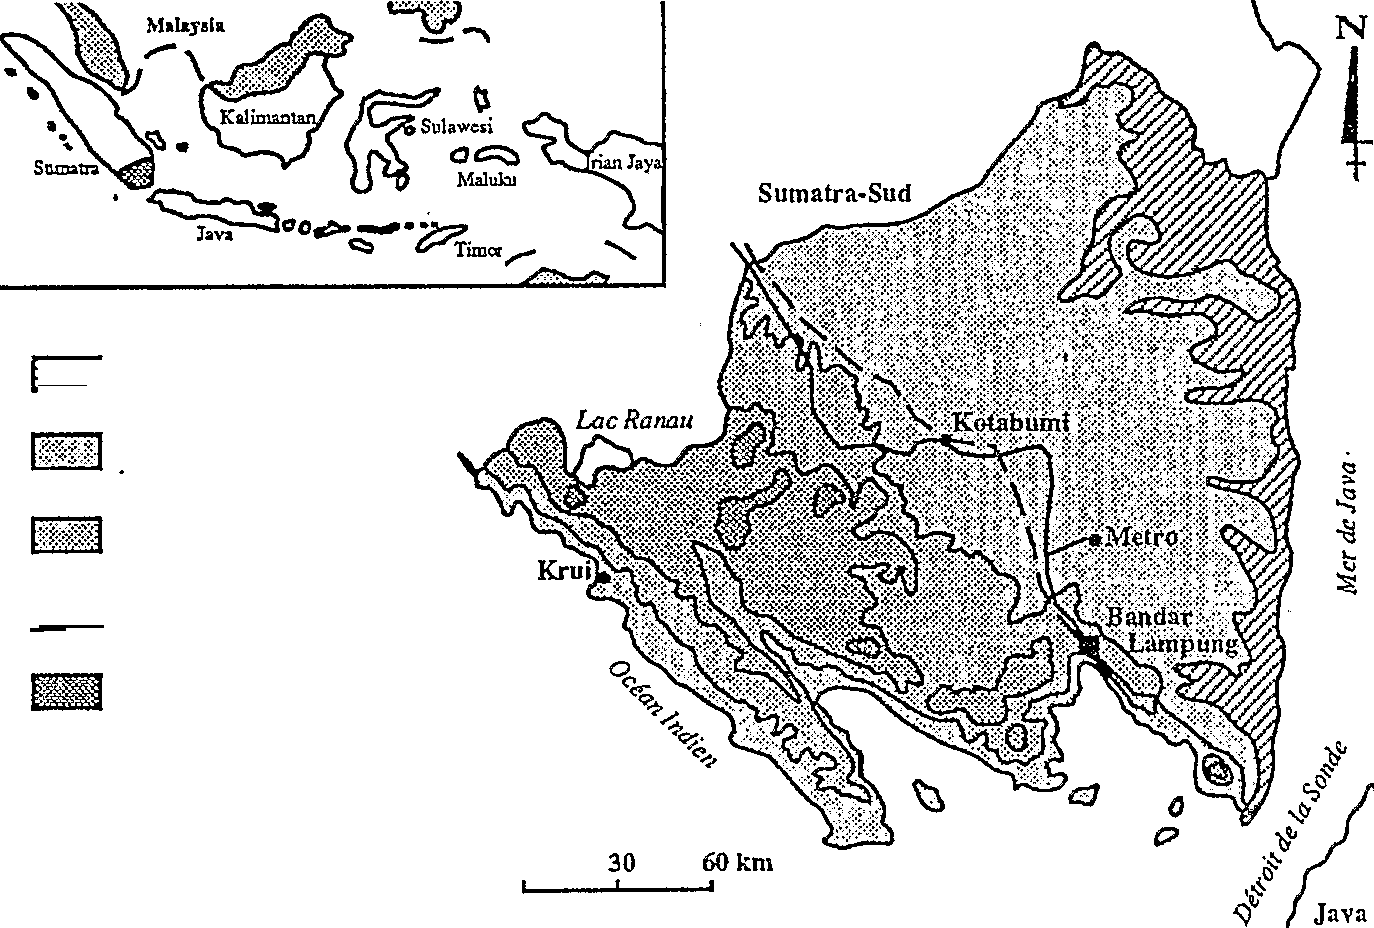 Malaysia
Kalimantan
Sulawesi
Sumatra
Maluku
rian Jaya
Java
Timor
N
Sumatra-Sud
Lac Ranau
Kotabumi
Metro
Krui
Bandar
Lampung
Mer de Java
Océan Indien
Détroit de la Sonde
30 60 km
Java